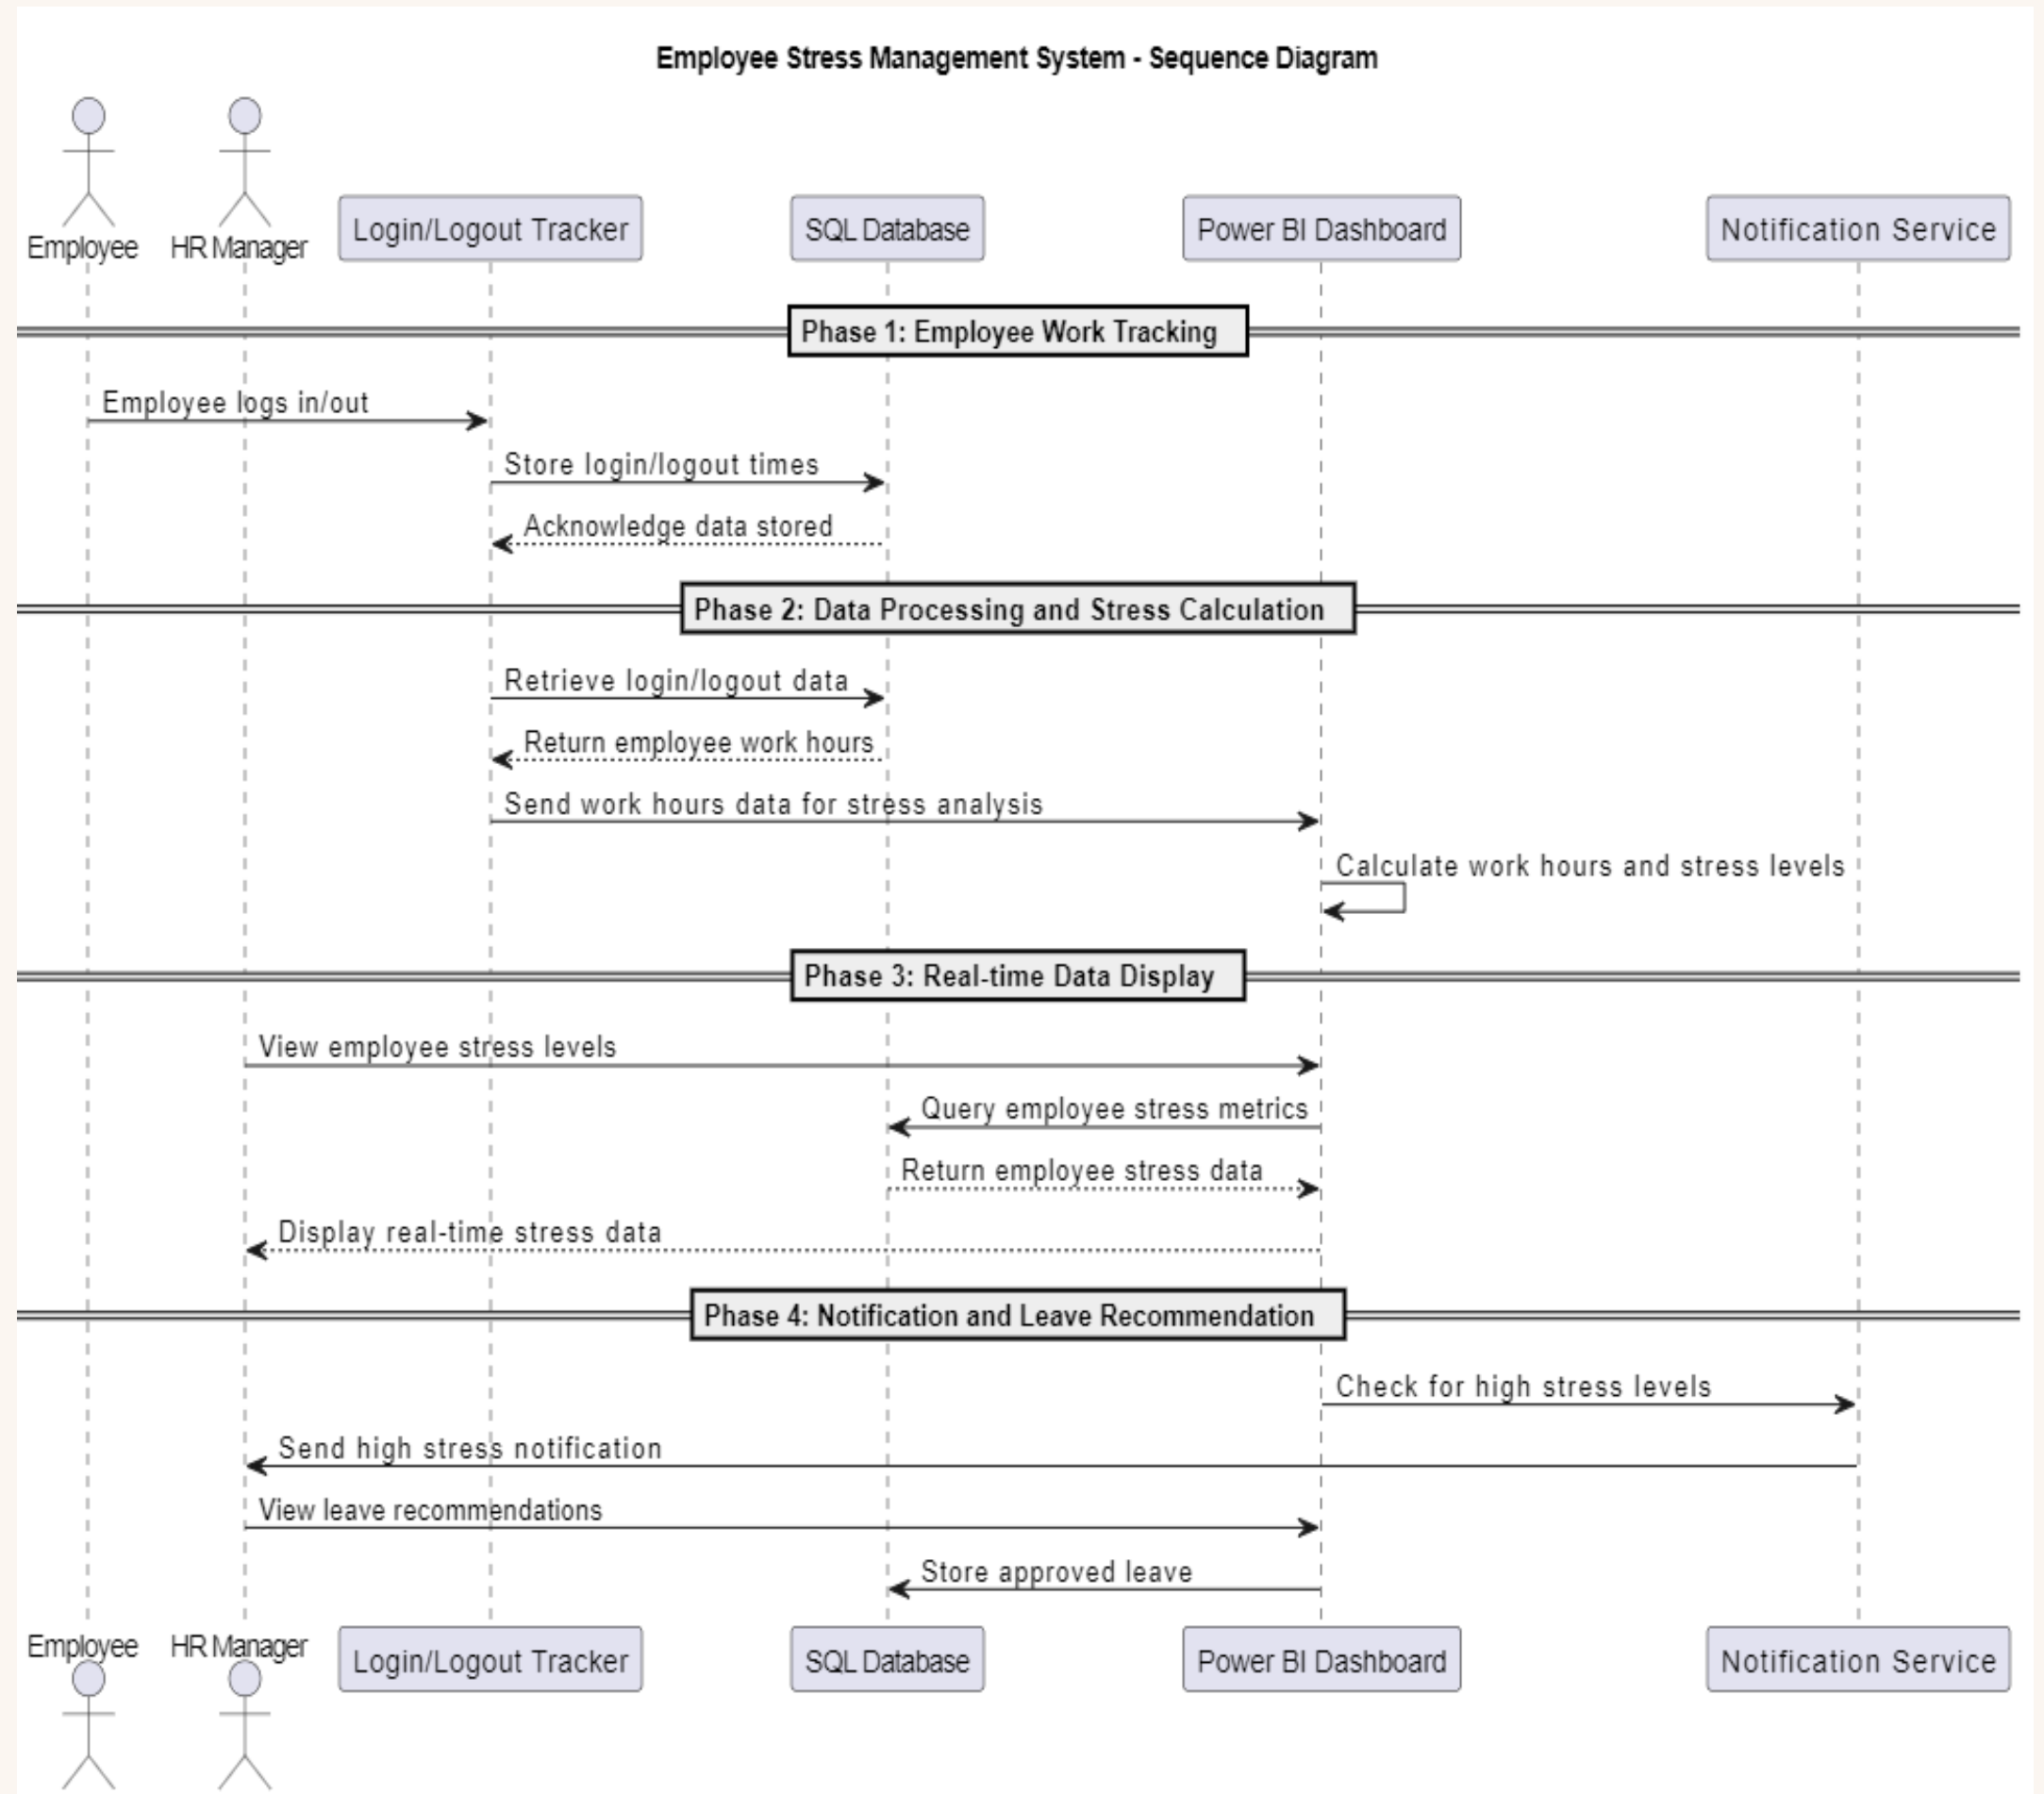 Employee Stress Management System - Sequence Diagram
Employee
HR Manager
Login/Logout Tracker
SQL Database
Power BI Dashboard
Notification Service
Phase 1: Employee Work Tracking
Employee logs in/out
Store login/logout times
Acknowledge data stored
Phase 2: Data Processing and Stress Calculation
Retrieve login/logout data
Return employee work hours
Send work hours data for stress analysis
Calculate work hours and stress levels
Phase 3: Real-time Data Display
View employee stress levels
Query employee stress metrics
Return employee stress data
Display real-time stress data
Phase 4: Notification and Leave Recommendation
Check for high stress levels
Send high stress notification
View leave recommendations
Store approved leave
Employee
HR Manager
Login/Logout Tracker
SQL Database
Power BI Dashboard
Notification Service